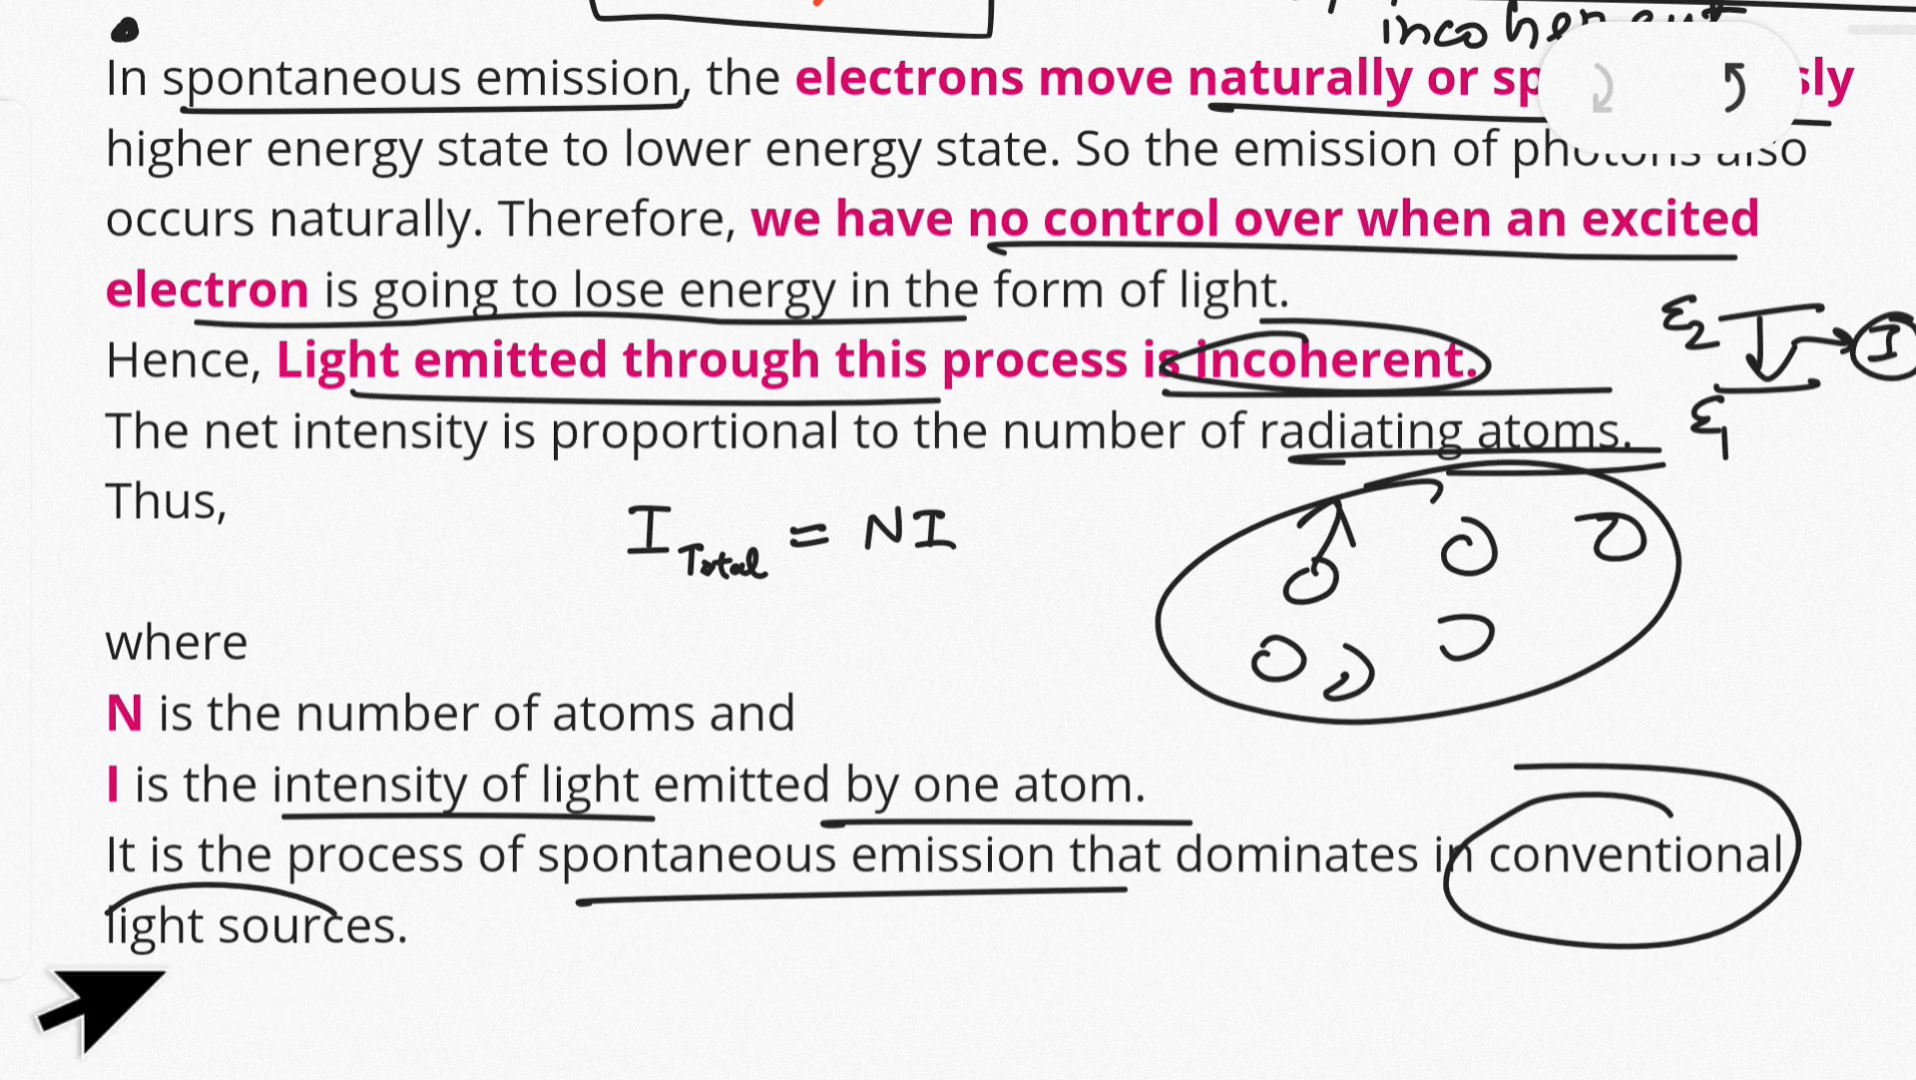 incoherent
In spontaneous emission, the electrons move naturally or sp sly
higher energy state to lower energy state. So the emission of photons also
occurs naturally. Therefore, we have no control over when an excited
electron is going to lose energy in the form of light.
Hence, Light emitted through this process is incoherent.
E2
I
E1
The net intensity is proportional to the number of radiating atoms.
Thus,
I Total = NI
where
N is the number of atoms and
I is the intensity of light emitted by one atom.
It is the process of spontaneous emission that dominates in conventional
light sources.